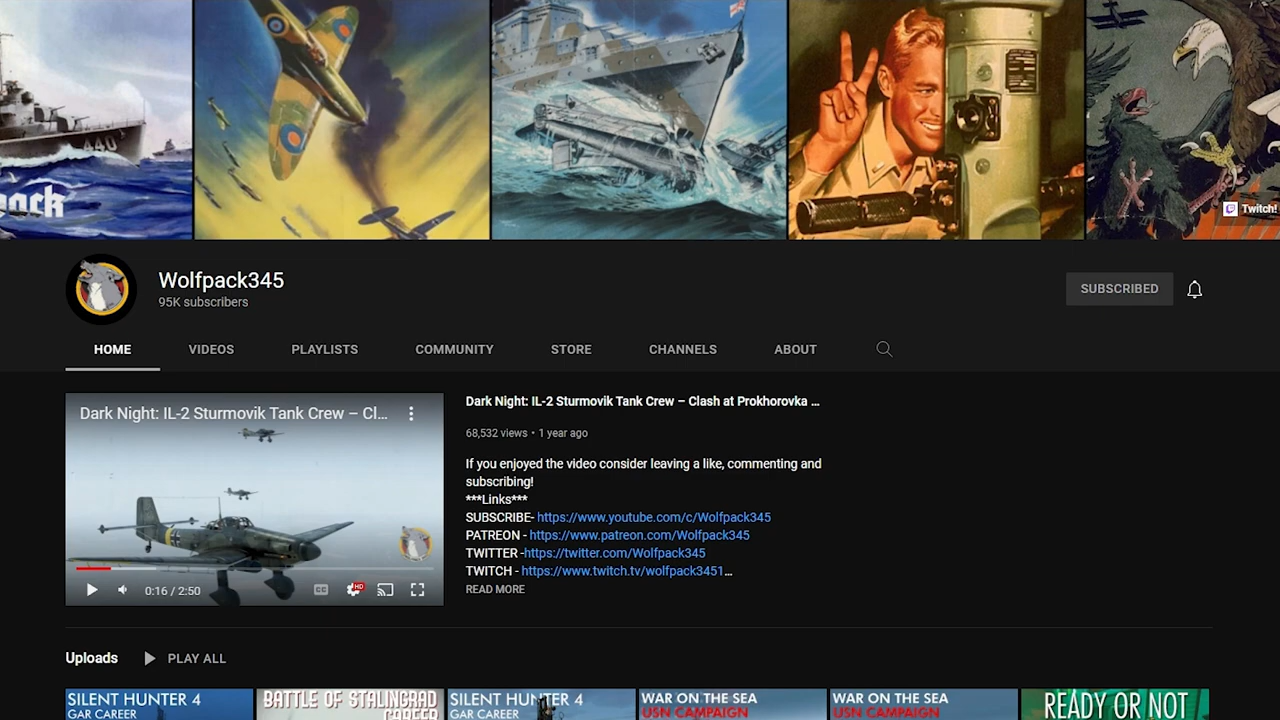 440
pack
Twitch!
Wolfpack345
95K subscribers
SUBSCRIBED
HOME VIDEOS PLAYLISTS COMMUNITY STORE CHANNELS ABOUT
Dark Night: IL-2 Sturmovik Tank Crew – Cl...
0:16 / 2:50
CC
HD
Dark Night: IL-2 Sturmovik Tank Crew – Clash at Prokhorovka ...
68,532 views • 1 year ago
If you enjoyed the video consider leaving a like, commenting and
subscribing!
***Links***
SUBSCRIBE- https://www.youtube.com/c/Wolfpack345
PATREON - https://www.patreon.com/Wolfpack345
TWITTER -https://twitter.com/Wolfpack345
TWITCH - https://www.twitch.tv/wolfpack3451...
READ MORE
Uploads PLAY ALL
SILENT HUNTER 4
GAR CAREER
BATTLE OF STALINGRAD
CAREER
SILENT HUNTER 4
GAR CAREER
WAR ON THE SEA
USN CAMPAIGN
WAR ON THE SEA
USN CAMPAIGN
READY OR NOT